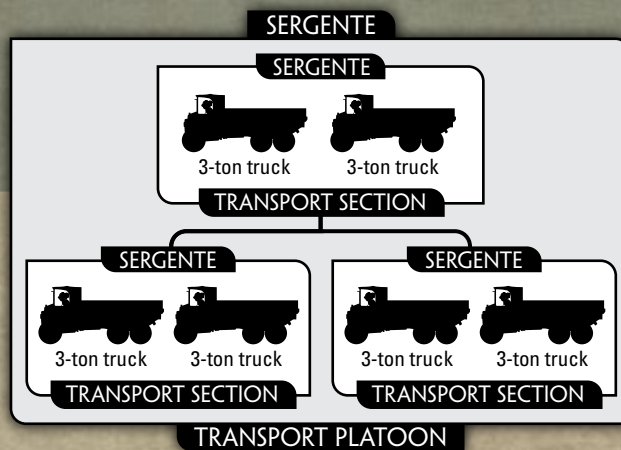 SERGENTE
SERGENTE
3-ton truck 3-ton truck
TRANSPORT SECTION
SERGENTE SERGENTE
3-ton truck 3-ton truck 3-ton truck 3-ton truck
TRANSPORT SECTION TRANSPORT SECTION
TRANSPORT PLATOON